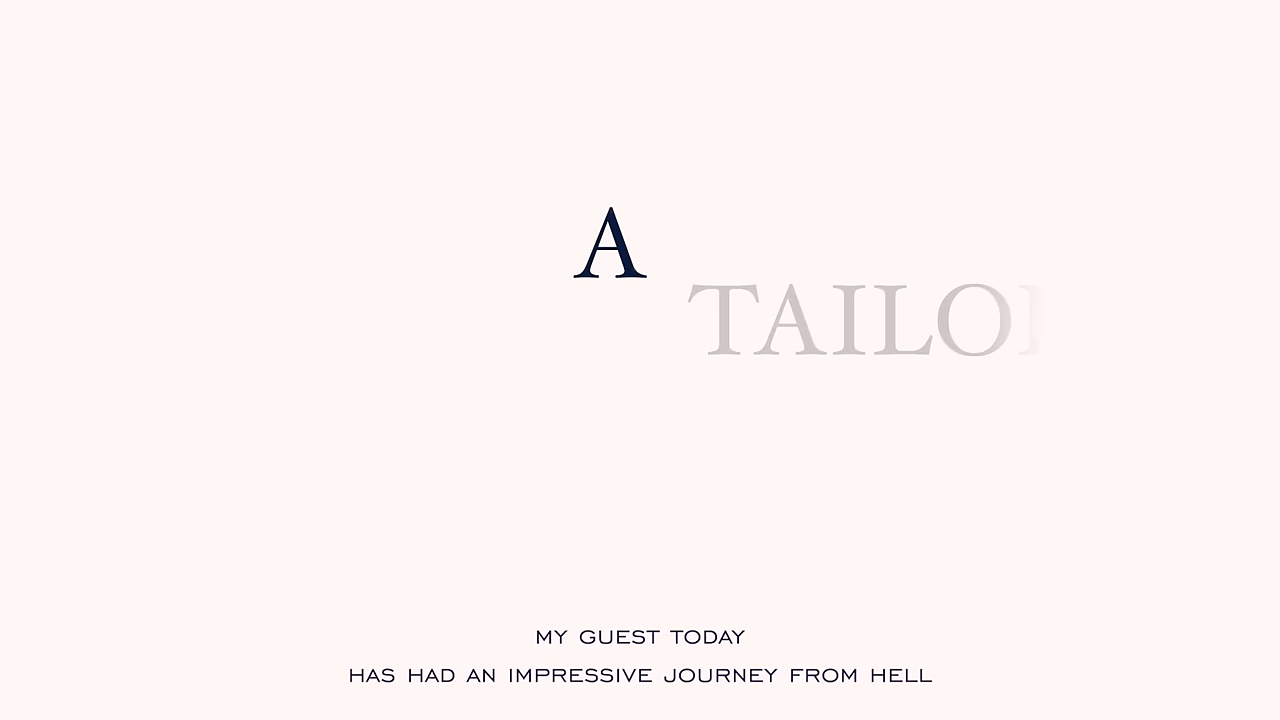 A
TAILO
MY GUEST TODAY
HAS HAD AN IMPRESSIVE JOURNEY FROM HELL